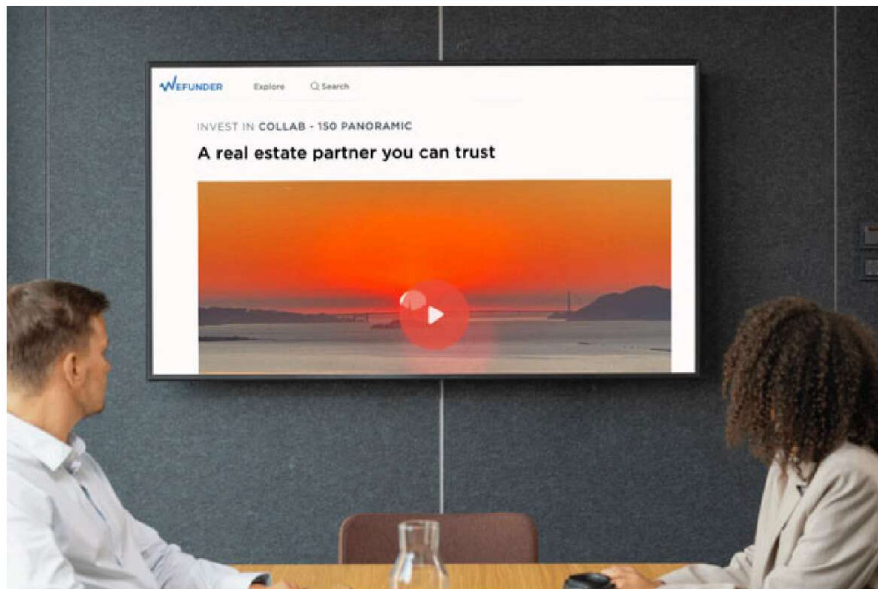 WEFUNDER
Explore
Search
INVEST IN COLLAB - 150 PANORAMIC
A real estate partner you can trust